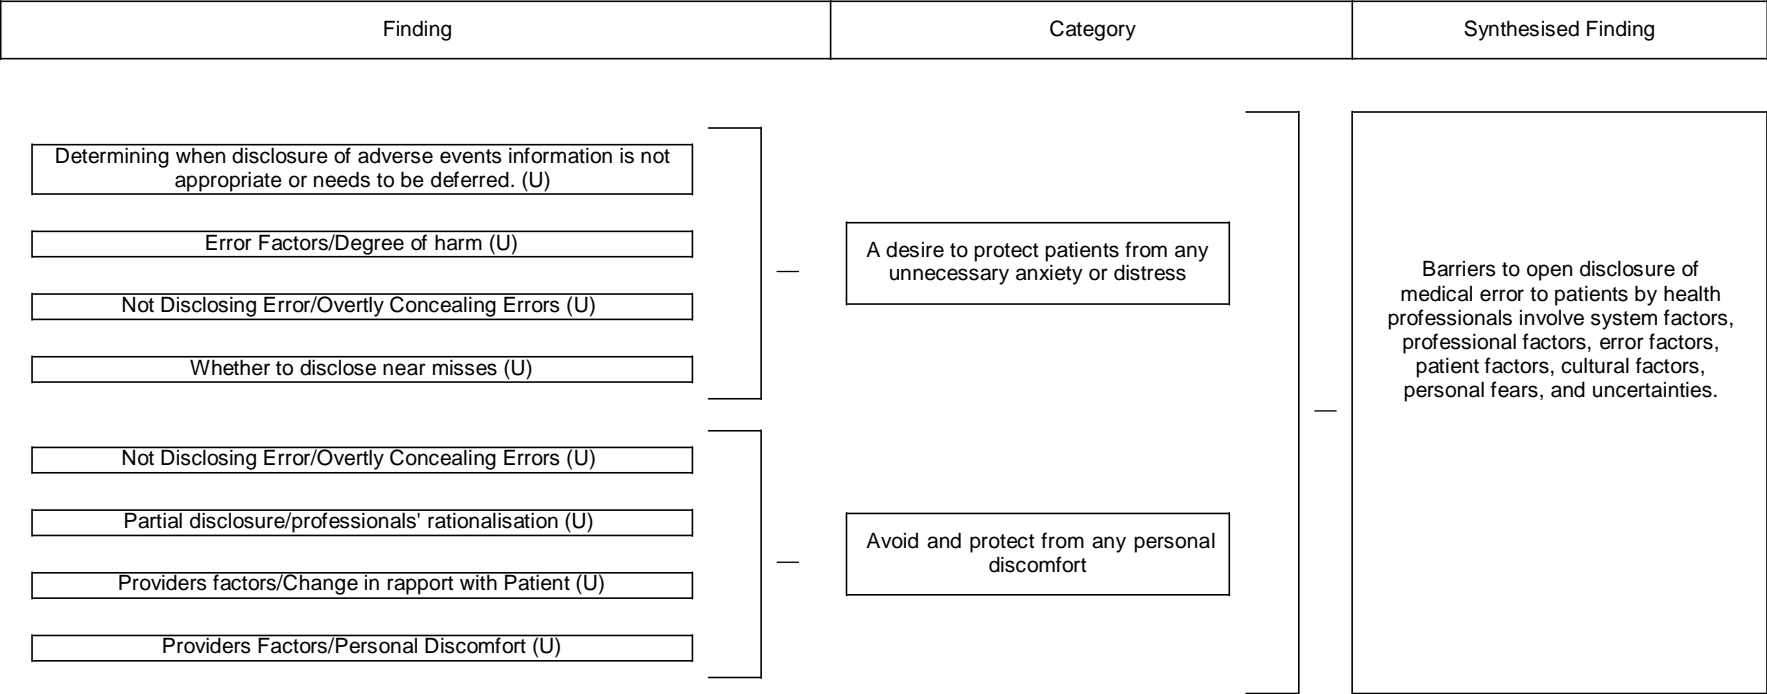 Finding
Category
Synthesised Finding
Determining when disclosure of adverse events information is not
appropriate or needs to be deferred. (U)
Error Factors/Degree of harm (U)
Not Disclosing Error/Overtly Concealing Errors (U)
Whether to disclose near misses (U)
A desire to protect patients from any
unnecessary anxiety or distress
Not Disclosing Error/Overtly Concealing Errors (U)
Partial disclosure/professionals' rationalisation (U)
Providers factors/Change in rapport with Patient (U)
Providers Factors/Personal Discomfort (U)
Avoid and protect from any personal
discomfort
Barriers to open disclosure of
medical error to patients by health
professionals involve system factors,
professional factors, error factors,
patient factors, cultural factors,
personal fears, and uncertainties.